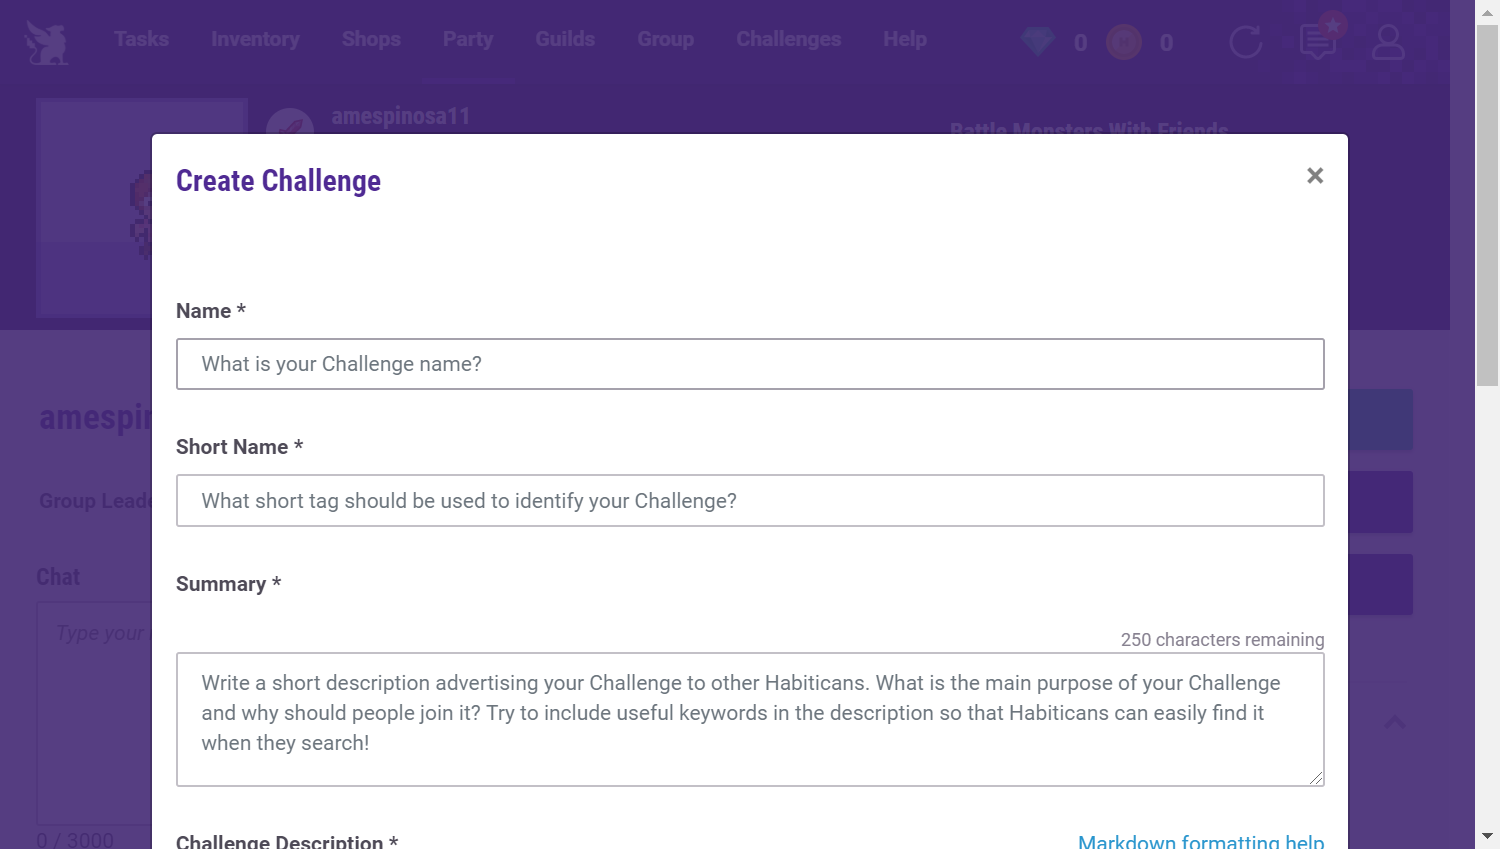 Tasks Inventory Shops Party Guilds Group Challenges Help 0 0
amespinosa11
Battle Monsters With Friends
Create Challenge
×
Name *
What is your Challenge name?
Short Name *
What short tag should be used to identify your Challenge?
Summary *
250 characters remaining
Write a short description advertising your Challenge to other Habiticans. What is the main purpose of your Challenge
and why should people join it? Try to include useful keywords in the description so that Habiticans can easily find it
when they search!
Challenge Description * Markdown formatting help
amespin
Group Leade
Chat
Type your
0 / 3000